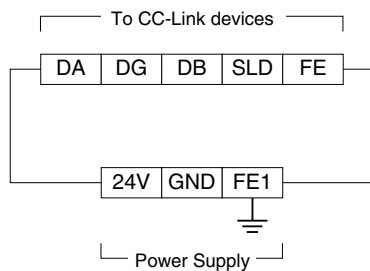 To CC-Link devices
DA DG DB SLD FE
24V GND FE1
Power Supply